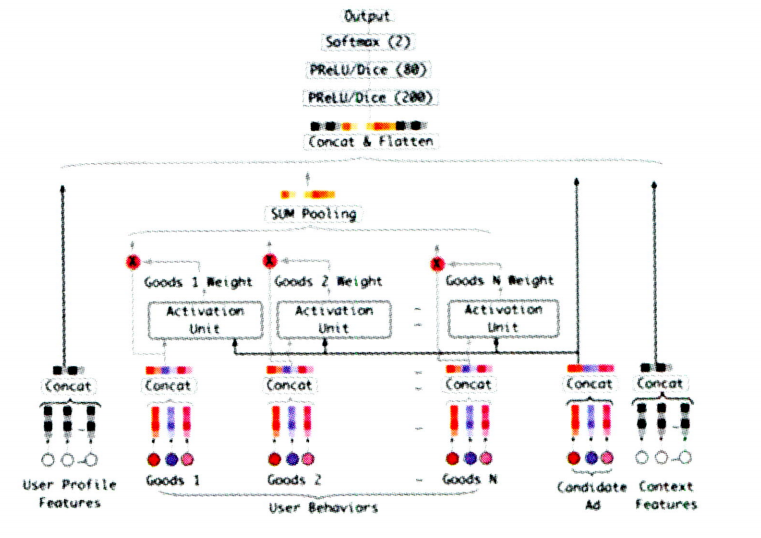 Output
Softmax (2)
PReLU/Dice (80)
PReLU/Dice (200)
Concat & Flatten
SUM Pooling
X X X
Goods 1 Weight Goods 2 Weight Goods N Weight
Activation Unit
Activation Unit
Activation Unit
Concat Concat Concat Concat Concat Concat
Goods 1 Goods 2 Goods N
User Profile Features
User Behaviors
Candidate Ad
Context Features